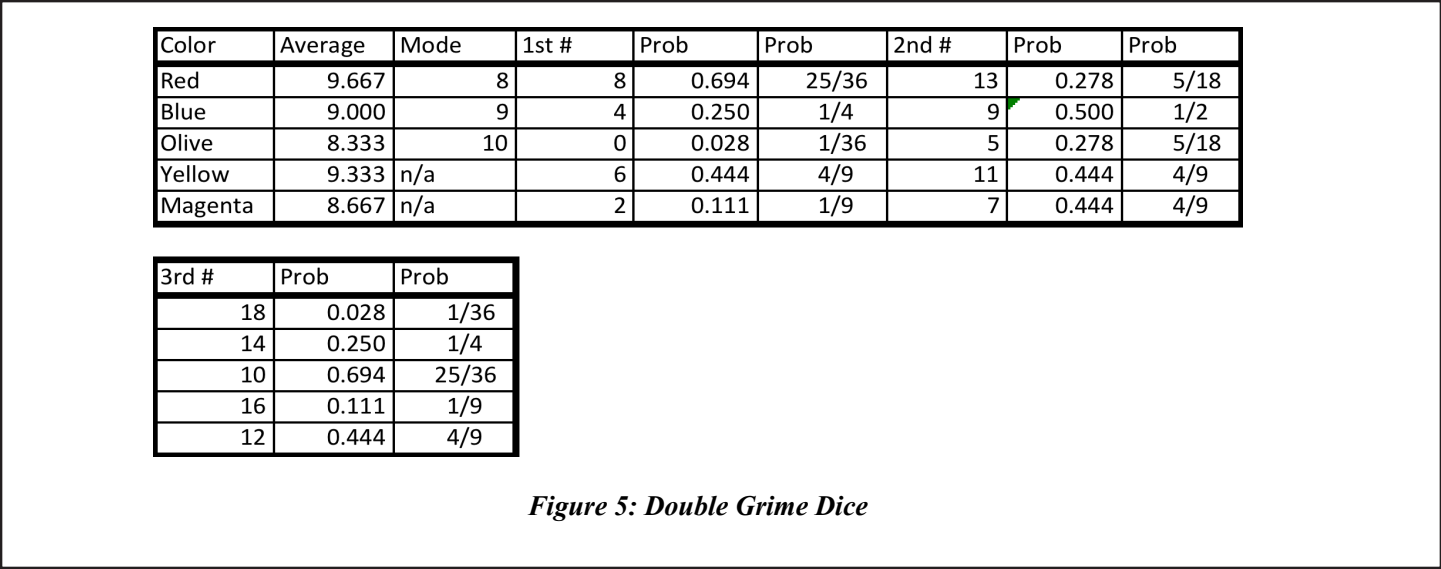 Color Average Mode 1st # Prob Prob 2nd # Prob Prob
Red 9.667 8 8 0.694 25/36 13 0.278 5/18
Blue 9.000 9 4 0.250 1/4 9 0.500 1/2
Olive 8.333 10 0 0.028 1/36 5 0.278 5/18
Yellow 9.333 n/a 6 0.444 4/9 11 0.444 4/9
Magenta 8.667 n/a 2 0.111 1/9 7 0.444 4/9
3rd # Prob Prob
18 0.028 1/36
14 0.250 1/4
10 0.694 25/36
16 0.111 1/9
12 0.444 4/9
Figure 5: Double Grime Dice